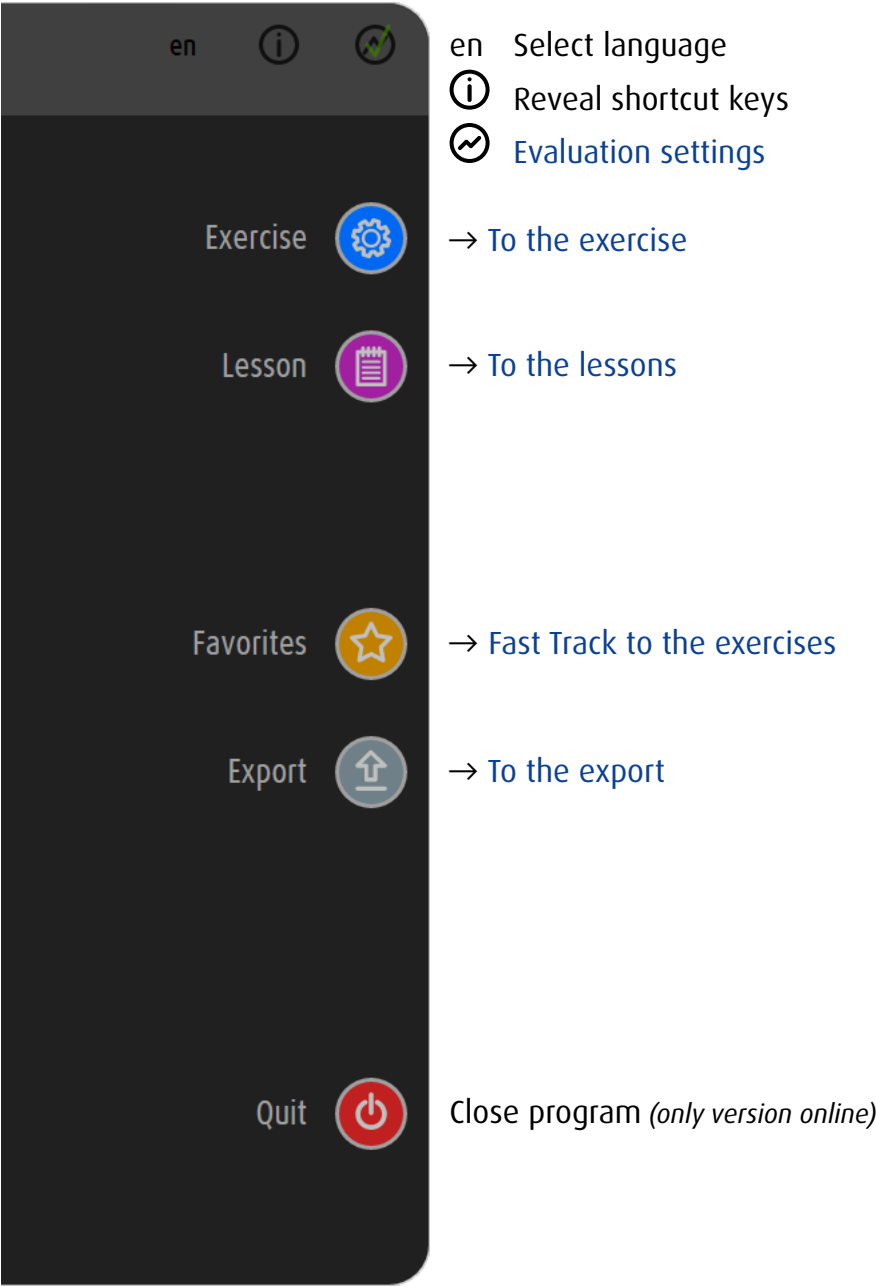 en
en Select language
Reveal shortcut keys
Evaluation settings
Exercise → To the exercise
Lesson → To the lessons
Favorites → Fast Track to the exercises
Export → To the export
Quit Close program (only version online)